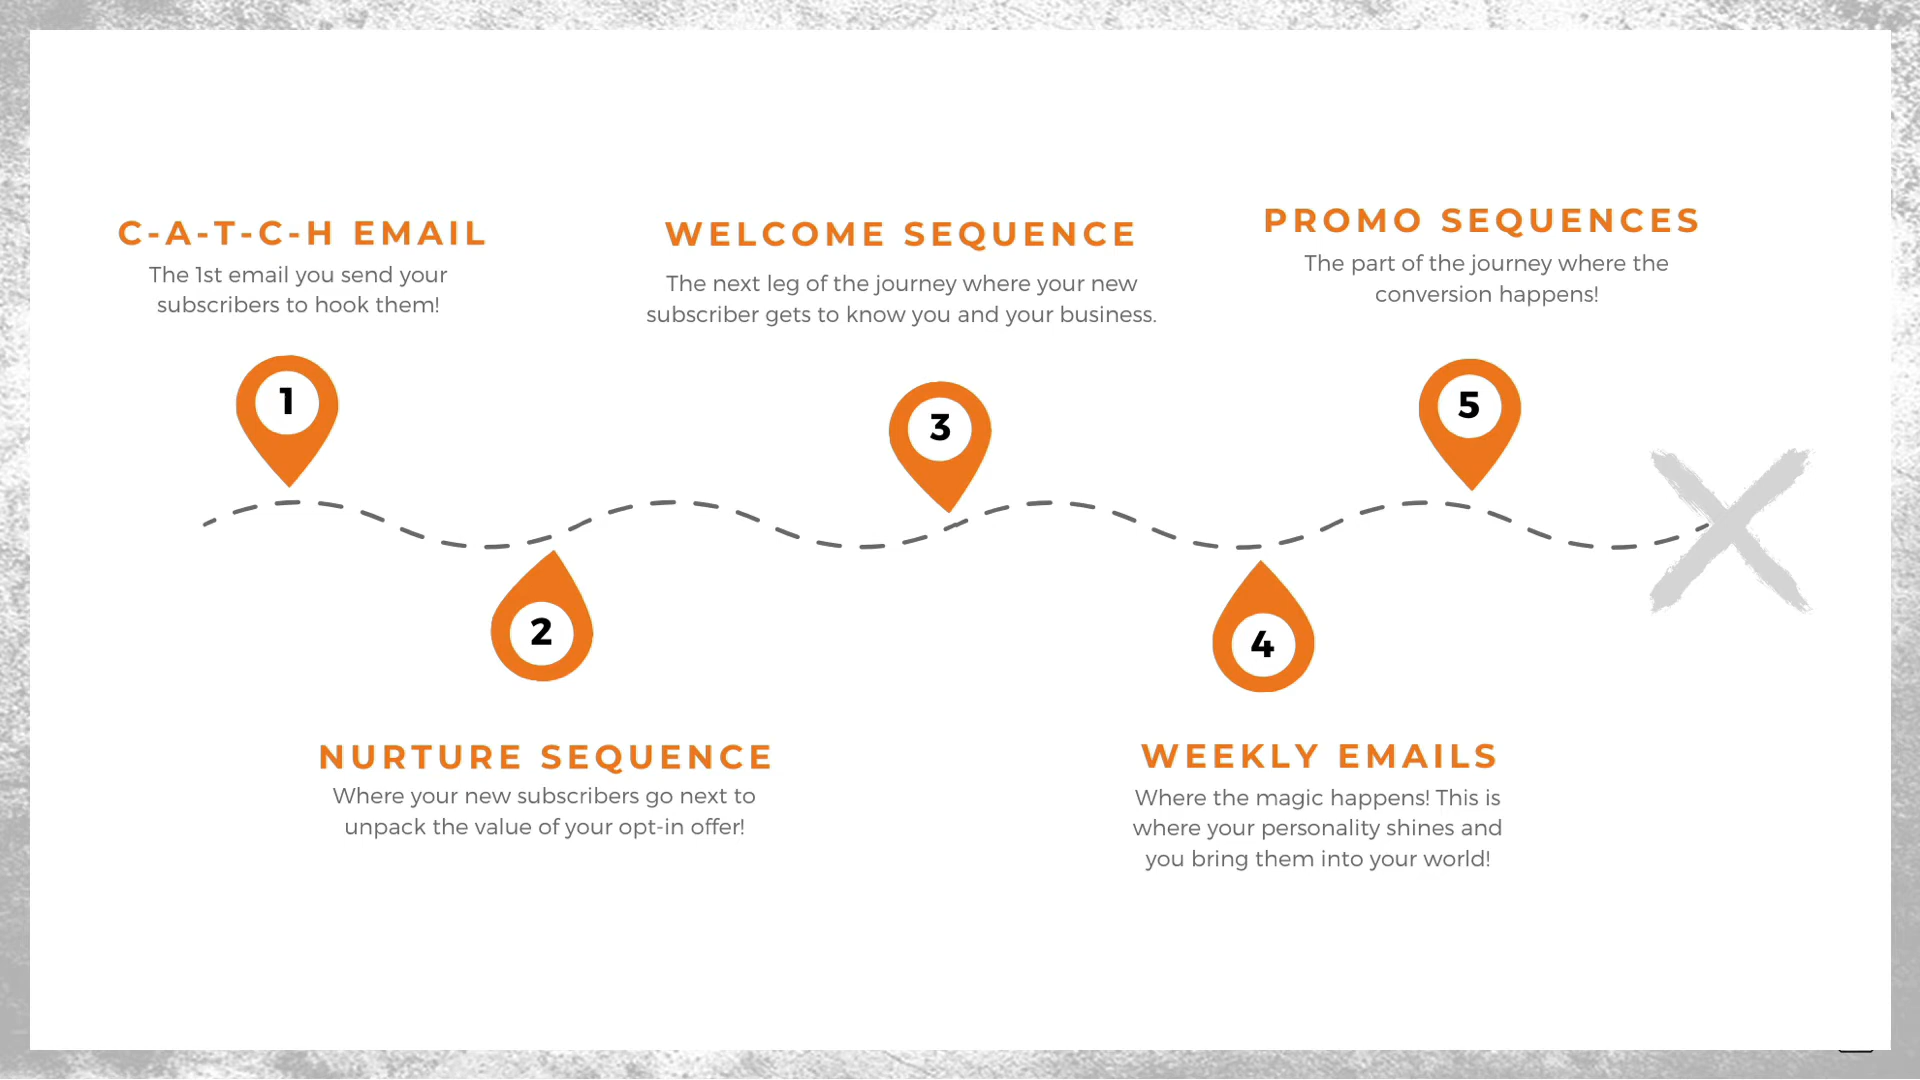 C-A-T-C-H EMAIL
The 1st email you send your
subscribers to hook them!
1
NURTURE SEQUENCE
Where your new subscribers go next to
unpack the value of your opt-in offer!
2
WELCOME SEQUENCE
The next leg of the journey where your new
subscriber gets to know you and your business.
3
WEEKLY EMAILS
Where the magic happens! This is
where your personality shines and
you bring them into your world!
4
PROMO SEQUENCES
The part of the journey where the
conversion happens!
5